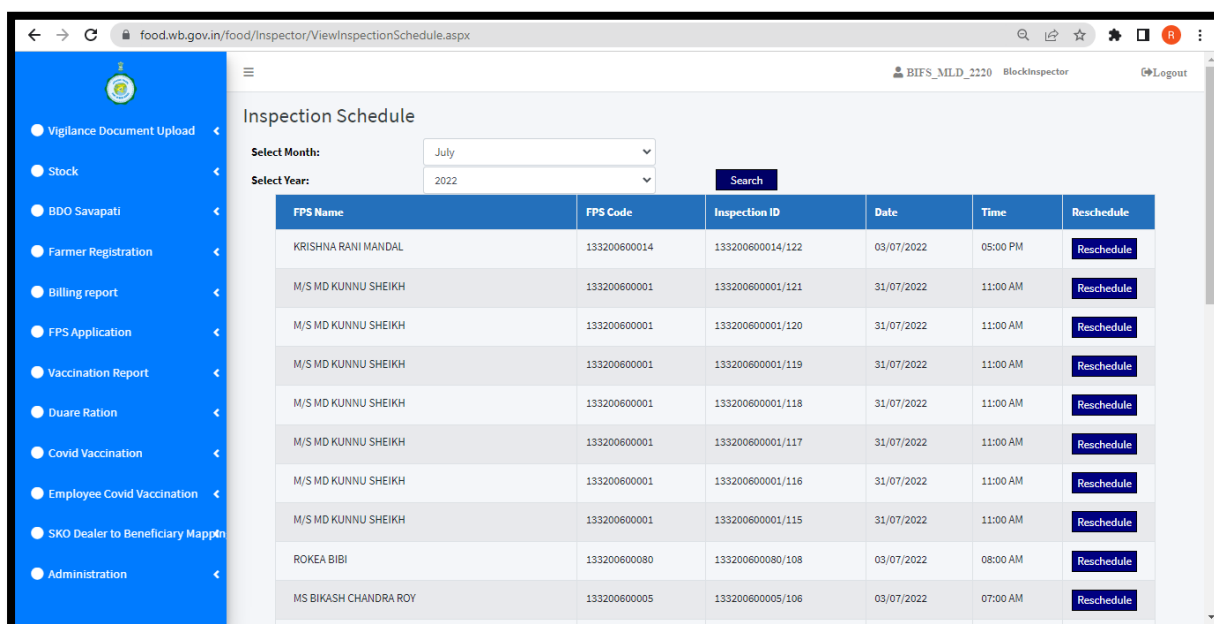 food.wb.gov.in/food/Inspector/ViewInspectionSchedule.aspx
R
BIFS_MLD_2220 BlockInspector Logout
Vigilance Document Upload
Stock
BDO Savapati
Farmer Registration
Billing report
FPS Application
Vaccination Report
Duare Ration
Covid Vaccination
Employee Covid Vaccination
SKO Dealer to Beneficiary Mappin
Administration
Inspection Schedule
Select Month: July
Select Year: 2022 Search
FPS Name FPS Code Inspection ID Date Time Reschedule
KRISHNA RANI MANDAL 133200600014 133200600014/122 03/07/2022 05:00 PM Reschedule
M/S MD KUNNU SHEIKH 133200600001 133200600001/121 31/07/2022 11:00 AM Reschedule
M/S MD KUNNU SHEIKH 133200600001 133200600001/120 31/07/2022 11:00 AM Reschedule
M/S MD KUNNU SHEIKH 133200600001 133200600001/119 31/07/2022 11:00 AM Reschedule
M/S MD KUNNU SHEIKH 133200600001 133200600001/118 31/07/2022 11:00 AM Reschedule
M/S MD KUNNU SHEIKH 133200600001 133200600001/117 31/07/2022 11:00 AM Reschedule
M/S MD KUNNU SHEIKH 133200600001 133200600001/116 31/07/2022 11:00 AM Reschedule
M/S MD KUNNU SHEIKH 133200600001 133200600001/115 31/07/2022 11:00 AM Reschedule
ROKEA BIBI 133200600080 133200600080/108 03/07/2022 08:00 AM Reschedule
MS BIKASH CHANDRA ROY 133200600005 133200600005/106 03/07/2022 07:00 AM Reschedule